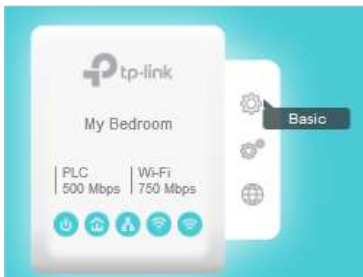 tp-link
My Bedroom
Basic
PLC
500 Mbps
Wi-Fi
750 Mbps